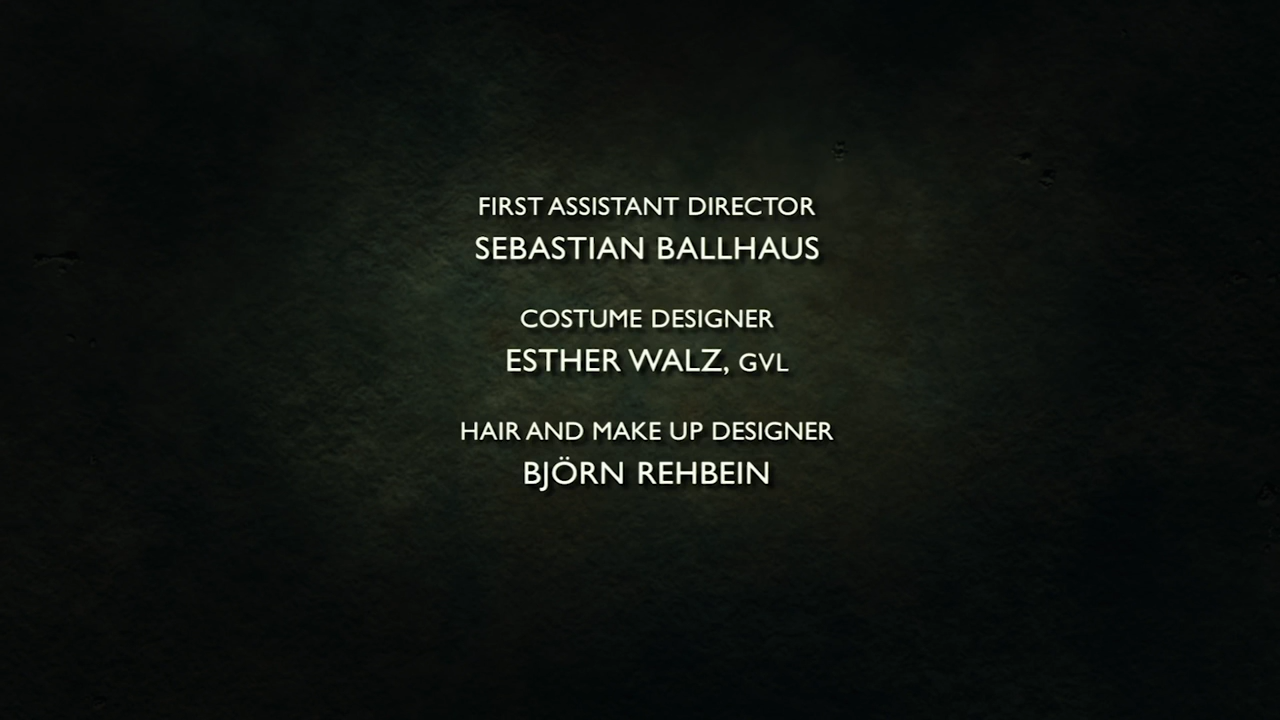 FIRST ASSISTANT DIRECTOR
SEBASTIAN BALLHAUS
COSTUME DESIGNER
ESTHER WALZ, GVL
HAIR AND MAKE UP DESIGNER
BJÖRN REHBEIN